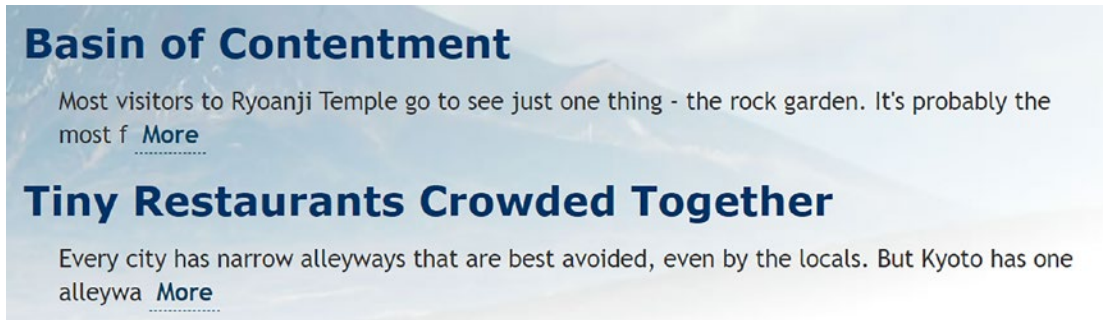 Basin of Contentment
Most visitors to Ryoanji Temple go to see just one thing - the rock garden. It's probably the
most f More
Tiny Restaurants Crowded Together
Every city has narrow alleyways that are best avoided, even by the locals. But Kyoto has one
alleywa More